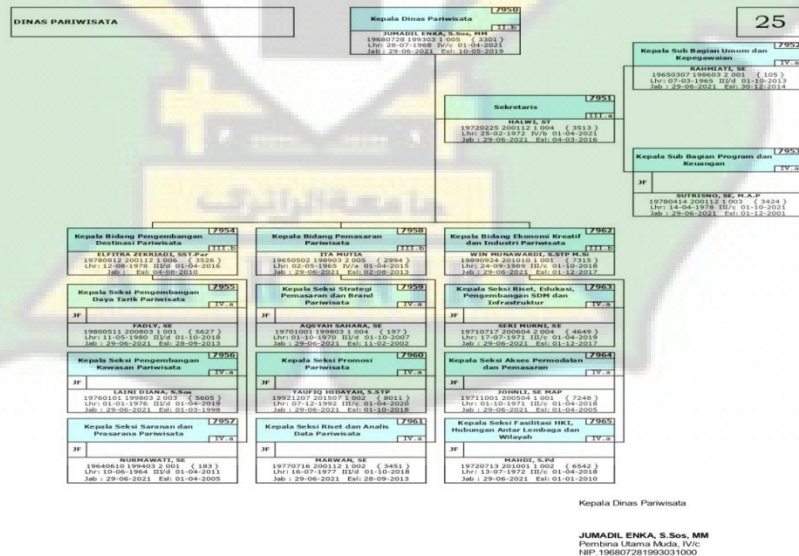 DINAS PARIWISATA
25
7950
Kepala Dinas Pariwisata
II.b
JUMADIL ENKA, S.Sos, MM
19680728 199303 1 005 { 3301 }
Lhr: 28-07-1968 IV/c 01-04-2021
Jab : 29-06-2021 Esl: 10-05-2019
7952
Kepala Sub Bagian Umum dan
Kepegawaian
IV.a
RAHMIATI, SE
19650307 198603 2 001 { 105 }
Lhr: 07-03-1965 III/d 01-10-2013
Jab : 29-06-2021 Esl: 30-12-2014
7951
Sekretaris
III.a
HALWI, ST
19720225 200112 1 004 { 3513 }
Lhr: 25-02-1972 IV/b 01-04-2021
Jab : 29-06-2021 Esl: 04-03-2016
7953
Kepala Sub Bagian Program dan
Keuangan
IV.a
JF
SUTRISNO, SE, M.A.P
19780414 200112 1 003 { 3424 }
Lhr: 14-04-1978 III/c 01-10-2021
Jab : 29-06-2021 Esl: 01-12-2001
جامعة الرانري
7954
Kepala Bidang Pengembangan
Destinasi Pariwisata
III.b
ELFITRA ZEKRIADI, SST.Par
19780812 200112 1 006 { 3526 }
Lhr: 12-08-1978 III/d 01-04-2016
Jab : Esl: 04-08-2010
7958
Kepala Bidang Pemasaran
Pariwisata
III.b
ITA MUTIA
19650502 198903 2 005 { 2994 }
Lhr: 02-05-1965 IV/a 01-04-2015
Jab : 29-06-2021 Esl: 02-08-2013
7962
Kepala Bidang Ekonomi Kreatif
dan Industri Pariwisata
III.b
WIN MUNAWARDI, S.STP M.Si
19890924 201010 1 001 { 7315 }
Lhr: 24-09-1989 III/c 01-10-2018
Jab : 29-06-2021 Esl: 01-12-2017
7955
Kepala Seksi Pengembangan
Daya Tarik Pariwisata
IV.a
JF
FADLY, SE
19800511 200803 1 001 { 5627 }
Lhr: 11-05-1980 III/d 01-10-2018
Jab : 29-06-2021 Esl: 28-09-2013
7959
Kepala Seksi Strategi
Pemasaran dan Brand
Pariwisata
IV.a
JF
AQSYAH SAHARA, SE
19701001 199803 1 004 { 197 }
Lhr: 01-10-1970 III/d 01-10-2007
Jab : 29-06-2021 Esl: 11-02-2002
7963
Kepala Seksi Riset, Edukasi,
Pengembangan SDM dan
Infrastruktur
IV.a
JF
SERI MURNI, SE
19710717 200604 2 004 { 4649 }
Lhr: 17-07-1971 III/c 01-04-2019
Jab : 29-06-2021 Esl: 01-12-2017
7956
Kepala Seksi Pengembangan
Kawasan Pariwisata
IV.a
JF
LAINI DIANA, S.Sos
19760101 199903 2 003 { 5605 }
Lhr: 01-01-1976 III/d 01-04-2019
Jab : 29-06-2021 Esl: 01-03-1998
7960
Kepala Seksi Promosi
Pariwisata
IV.a
JF
TAUFIQ HIDAYAH, S.STP
19921207 201507 1 002 { 8011 }
Lhr: 07-12-1992 III/c 01-04-2020
Jab : 29-06-2021 Esl: 01-10-2018
7964
Kepala Seksi Akses Permodalan
dan Pemasaran
IV.a
JF
JOHNLI, SE MAP
19711001 200504 1 001 { 7248 }
Lhr: 01-10-1971 III/c 01-04-2018
Jab : 29-06-2021 Esl: 01-04-2005
7957
Kepala Seksi Saranan dan
Prasarana Pariwisata
IV.a
JF
NURMAWATI, SE
19640610 199403 2 001 { 183 }
Lhr: 10-06-1964 III/d 01-04-2011
Jab : 29-06-2021 Esl: 01-04-2005
7961
Kepala Seksi Riset dan Analis
Data Pariwisata
IV.a
JF
MARWAN, SE
19770716 200112 1 002 { 3451 }
Lhr: 16-07-1977 III/d 01-10-2018
Jab : 29-06-2021 Esl: 28-09-2013
7965
Kepala Seksi Fasilitasi HKI,
Hubungan Antar Lembaga dan
Wilayah
IV.a
JF
MAHDI, S.Pd
19720713 201001 1 002 { 6542 }
Lhr: 13-07-1972 III/c 01-04-2018
Jab : 29-06-2021 Esl: 01-01-2010
Kepala Dinas Pariwisata
JUMADIL ENKA, S.Sos, MM
Pembina Utama Muda, IV/c
NIP.196807281993031000